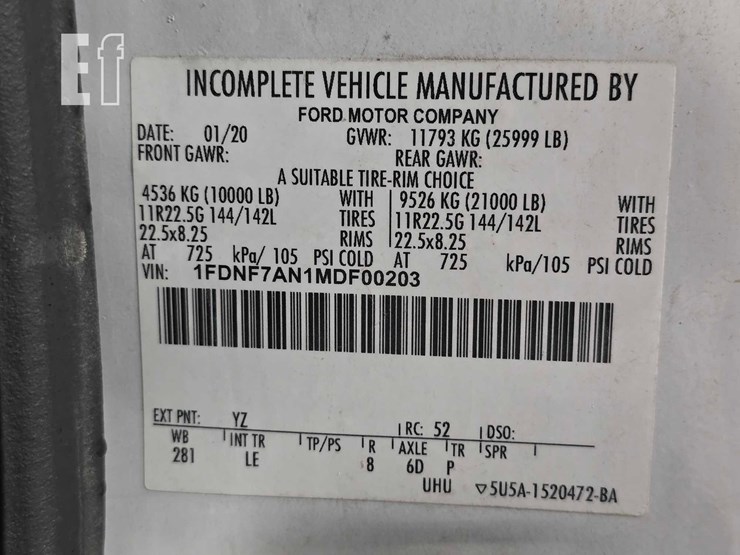 Ef
INCOMPLETE VEHICLE MANUFACTURED BY
FORD MOTOR COMPANY
DATE: 01/20 GVWR: 11793 KG (25999 LB)
FRONT GAWR: REAR GAWR:
A SUITABLE TIRE-RIM CHOICE
4536 KG (10000 LB) WITH 9526 KG (21000 LB) WITH
11R22.5G 144/142L TIRES 11R22.5G 144/142L TIRES
22.5x8.25 RIMS 22.5x8.25 RIMS
AT 725 kPa/ 105 PSI COLD AT 725 kPa/105 PSI COLD
VIN: 1FDNF7AN1MDF00203
EXT PNT: YZ RC: 52 DSO:
WB INT TR TP/PS R AXLE TR SPR
281 LE 8 6D P
UHU ▽5U5A-1520472-BA